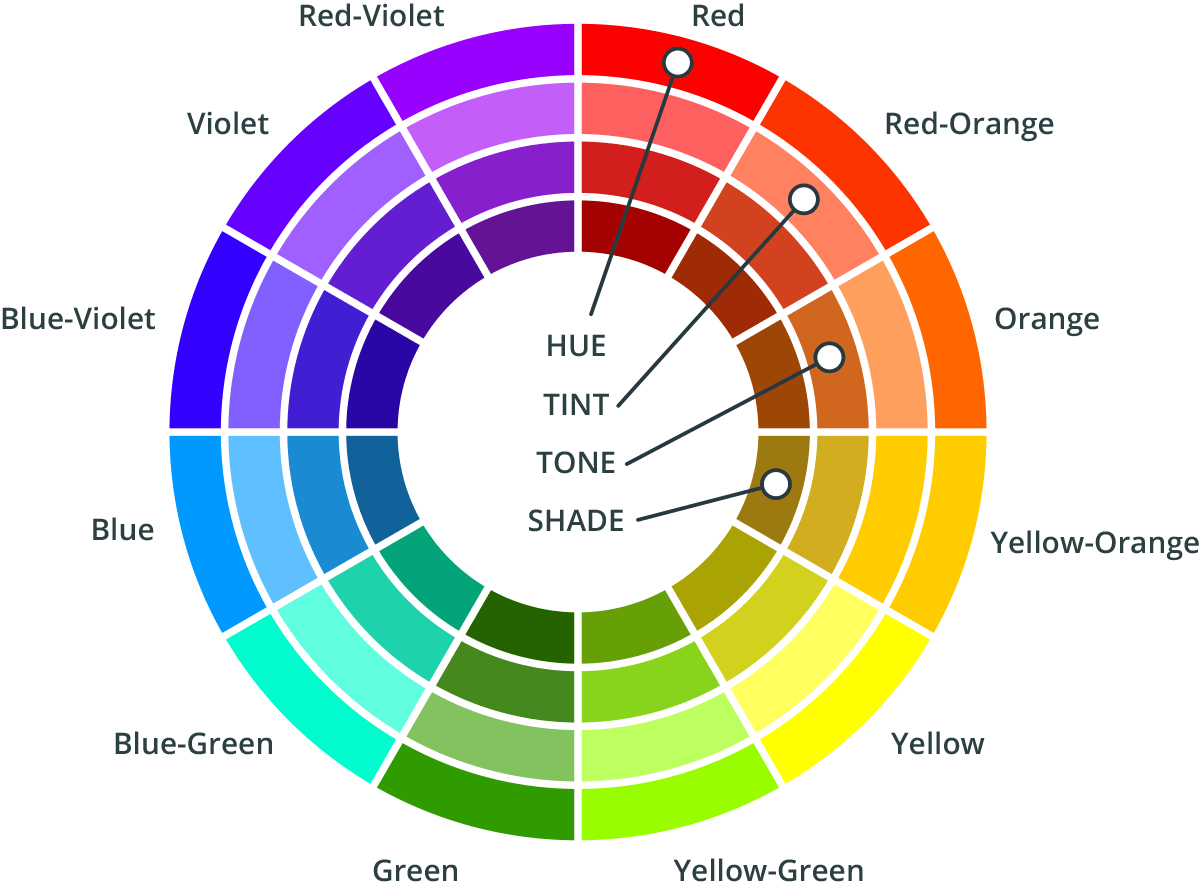 Red-Violet
Red
Violet
Red-Orange
Blue-Violet
Orange
HUE
TINT
TONE
SHADE
Blue
Yellow-Orange
Blue-Green
Yellow
Green
Yellow-Green